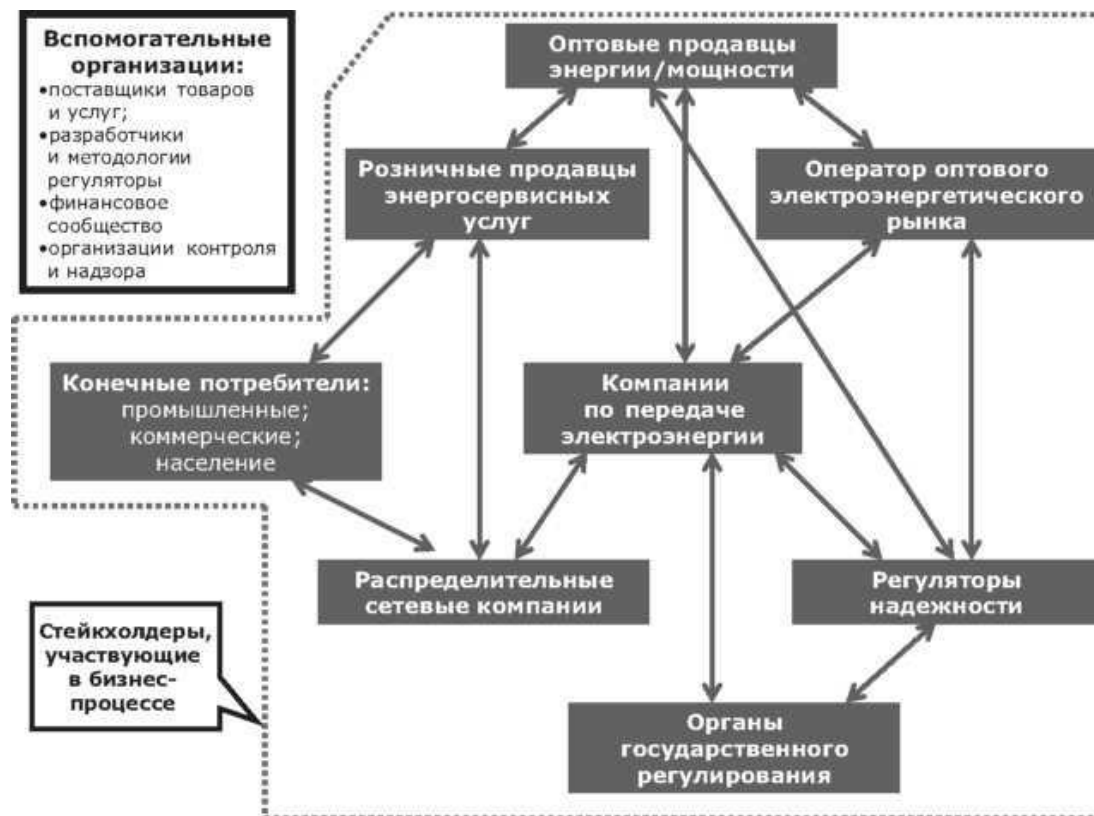 Вспомогательные
организации:
•поставщики товаров
и услуг;
•разработчики
и методологии
регуляторы
•финансовое
сообщество
•организации контроля
и надзора
Оптовые продавцы
энергии/мощности
Розничные продавцы
энергосервисных
услуг
Оператор оптового
электроэнергетического
рынка
Конечные потребители:
промышленные;
коммерческие;
население
Компании
по передаче
электроэнергии
Распределительные
сетевые компании
Регуляторы
надежности
Стейкхолдеры,
участвующие
в бизнес-
процессе
Органы
государственного
регулирования